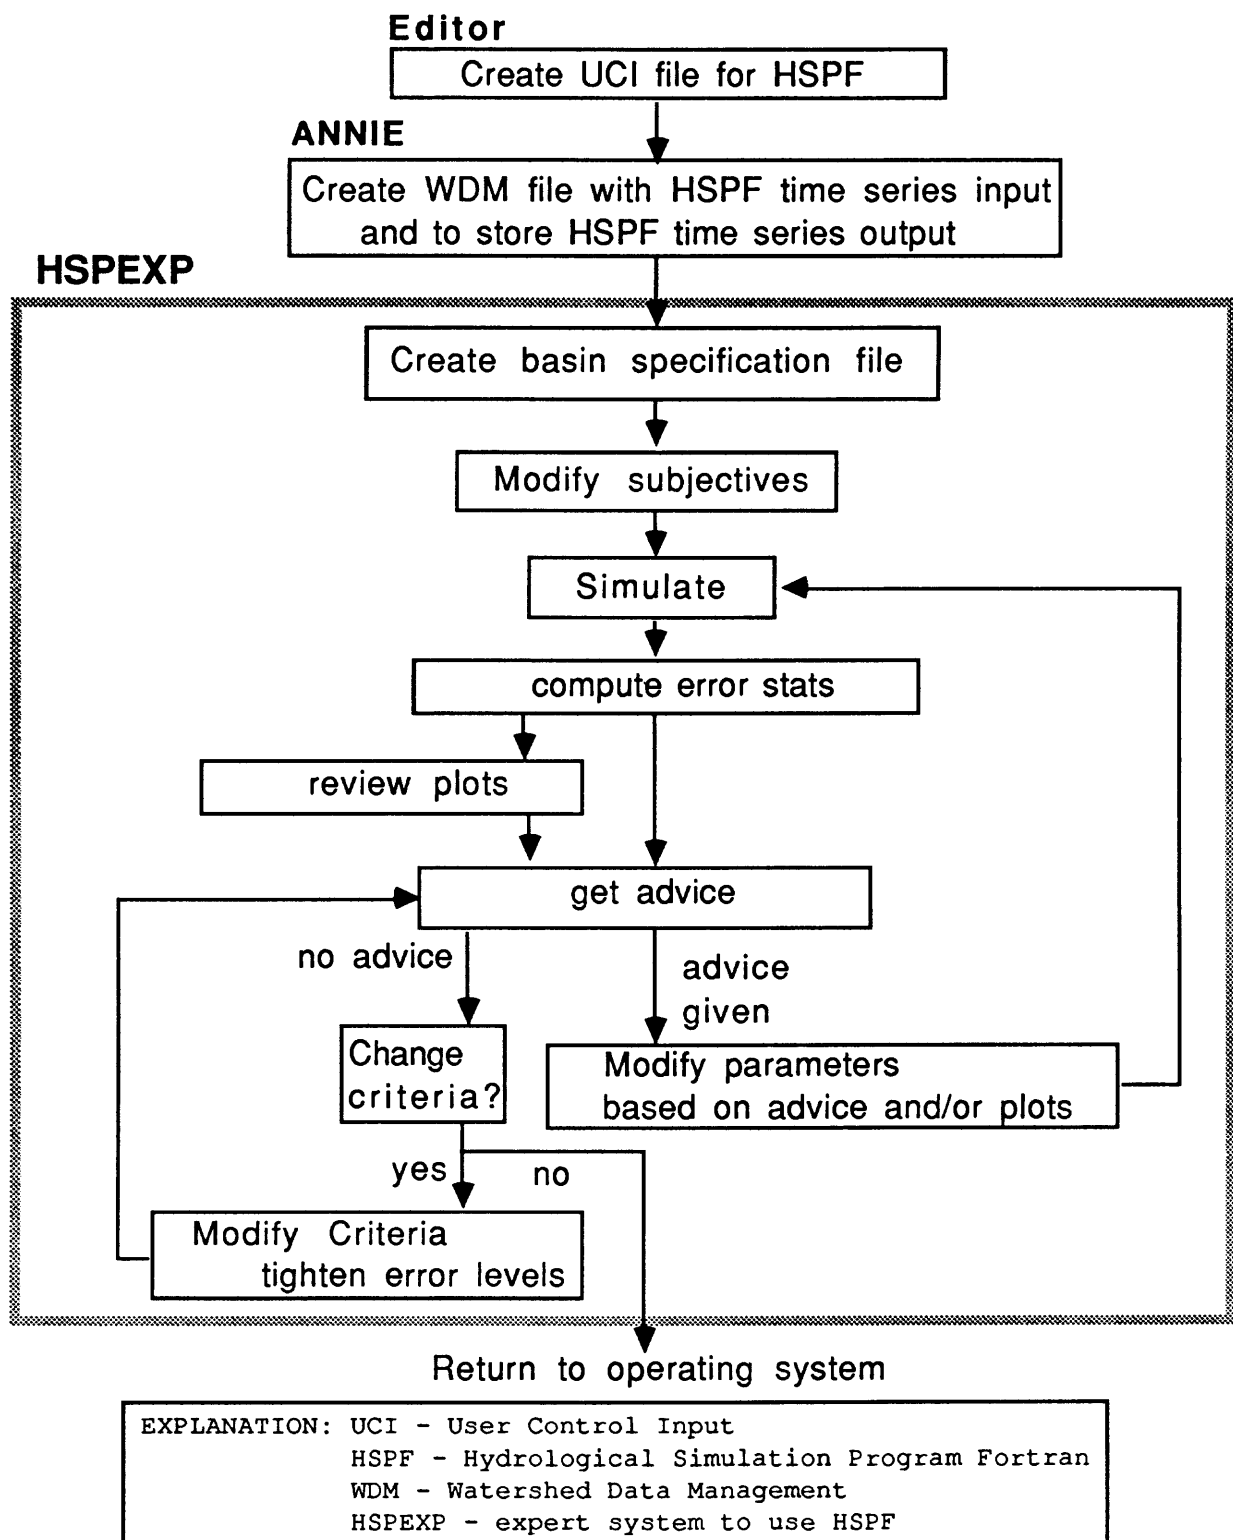 Editor
Create UCI file for HSPF
ANNIE
Create WDM file with HSPF time series input
and to store HSPF time series output
HSPEXP
Create basin specification file
Modify subjectives
Simulate
compute error stats
review plots
get advice
no advice
advice
given
Change
criteria?
Modify parameters
based on advice and/or plots
yes
no
Modify Criteria
tighten error levels
Return to operating system
EXPLANATION: UCI - User Control Input
HSPF - Hydrological Simulation Program Fortran
WDM - Watershed Data Management
HSPEXP - expert system to use HSPF